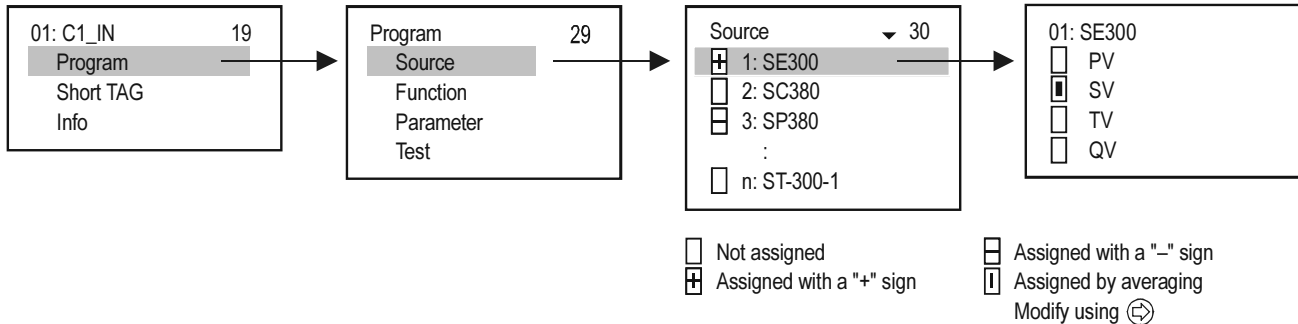 01: C1_IN 19
Program
Short TAG
Info
Program 29
Source
Function
Parameter
Test
Source 30
1: SE300
2: SC380
3: SP380
:
n: ST-300-1
01: SE300
PV
SV
TV
QV
Not assigned
Assigned with a "+" sign
Assigned with a "–" sign
Assigned by averaging
Modify using